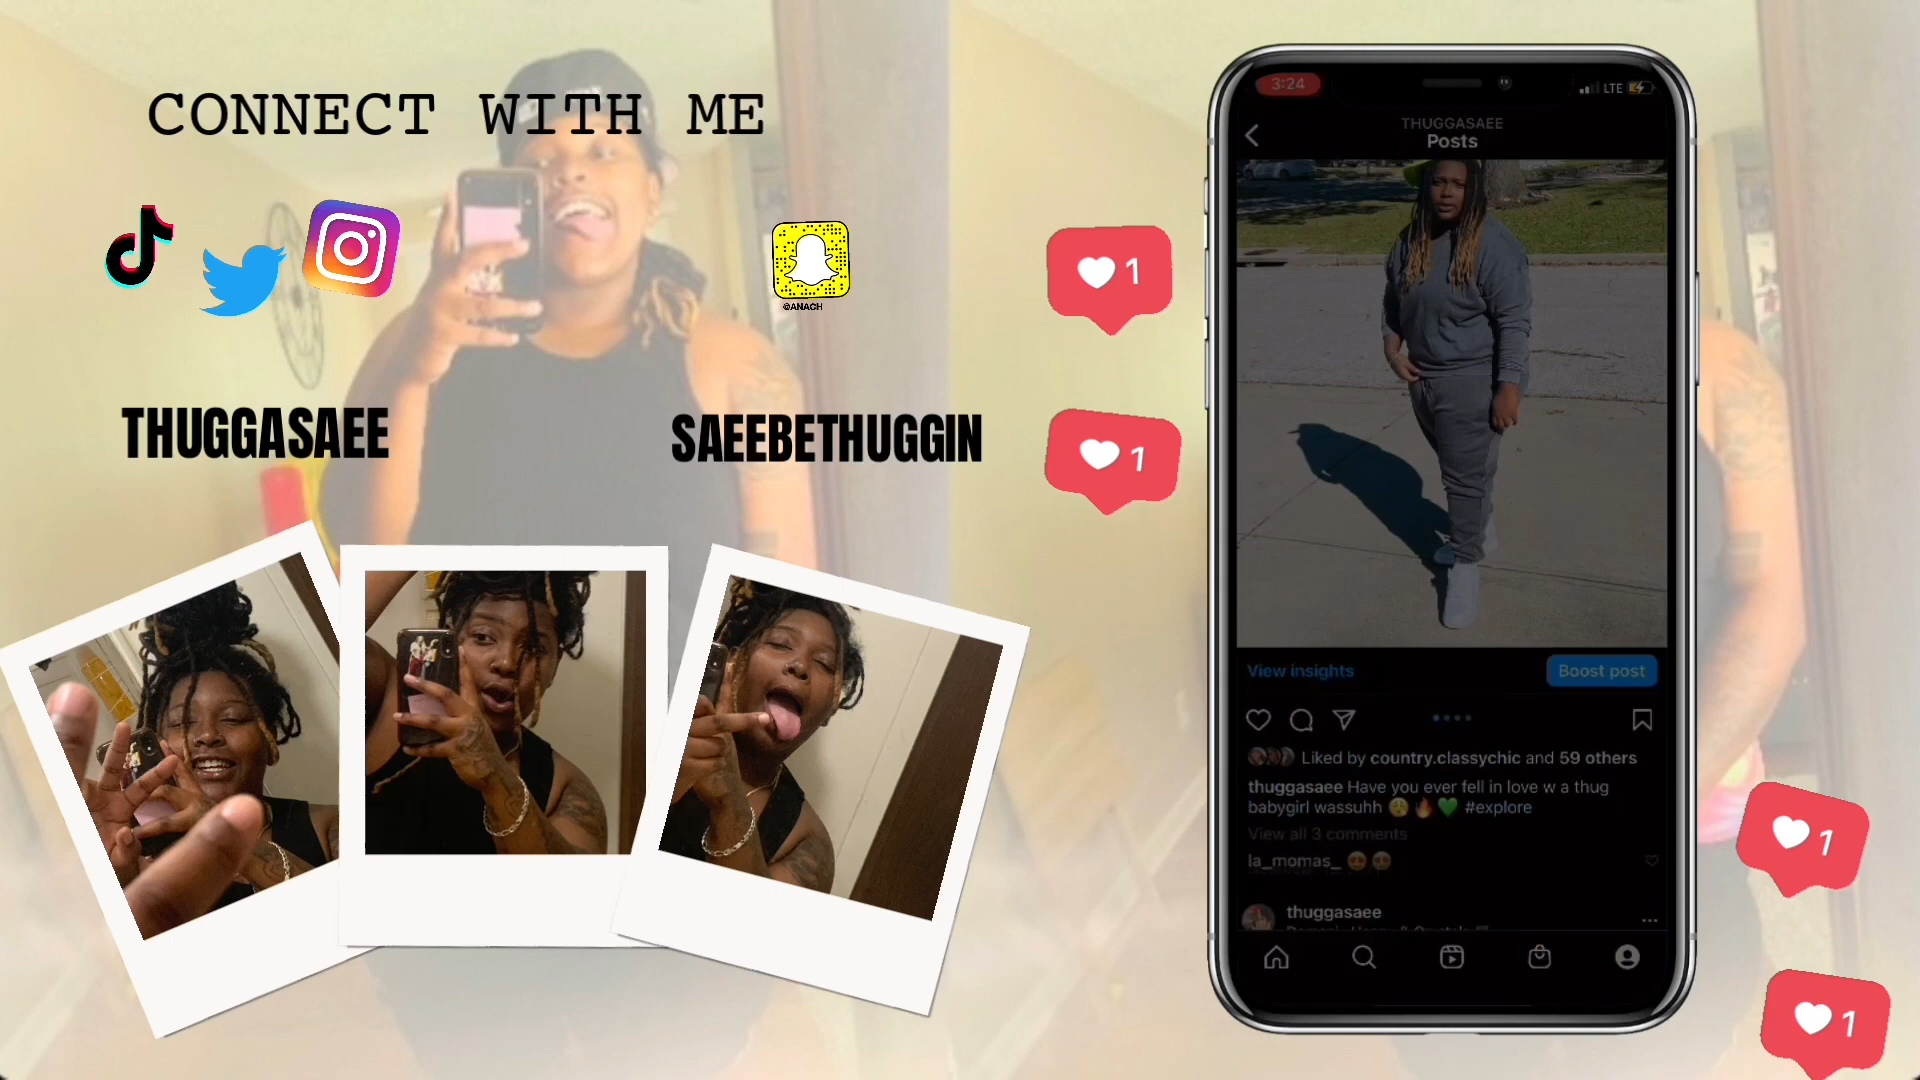 CONNECT WITH ME
@ANACH
THUGGASAEE
SAEEBETHUGGIN
1
1
1
1
3:24
LTE
THUGGASAEE
Posts
View insights
Boost post
Liked by country.classychic and 59 others
thuggasaee Have you ever fell in love w a thug
babygirl wassuhh 😮‍💨🔥💚 #explore
View all 3 comments
la_momas_ 😍😍
thuggasaee